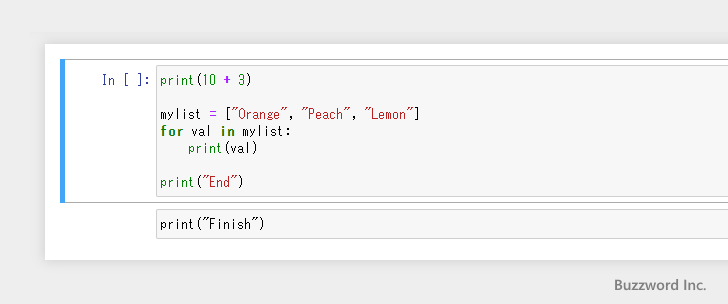 In [ ]: print(10 + 3)
mylist = ["Orange", "Peach", "Lemon"]
for val in mylist:
    print(val)
print("End")
print("Finish")
Buzzword Inc.